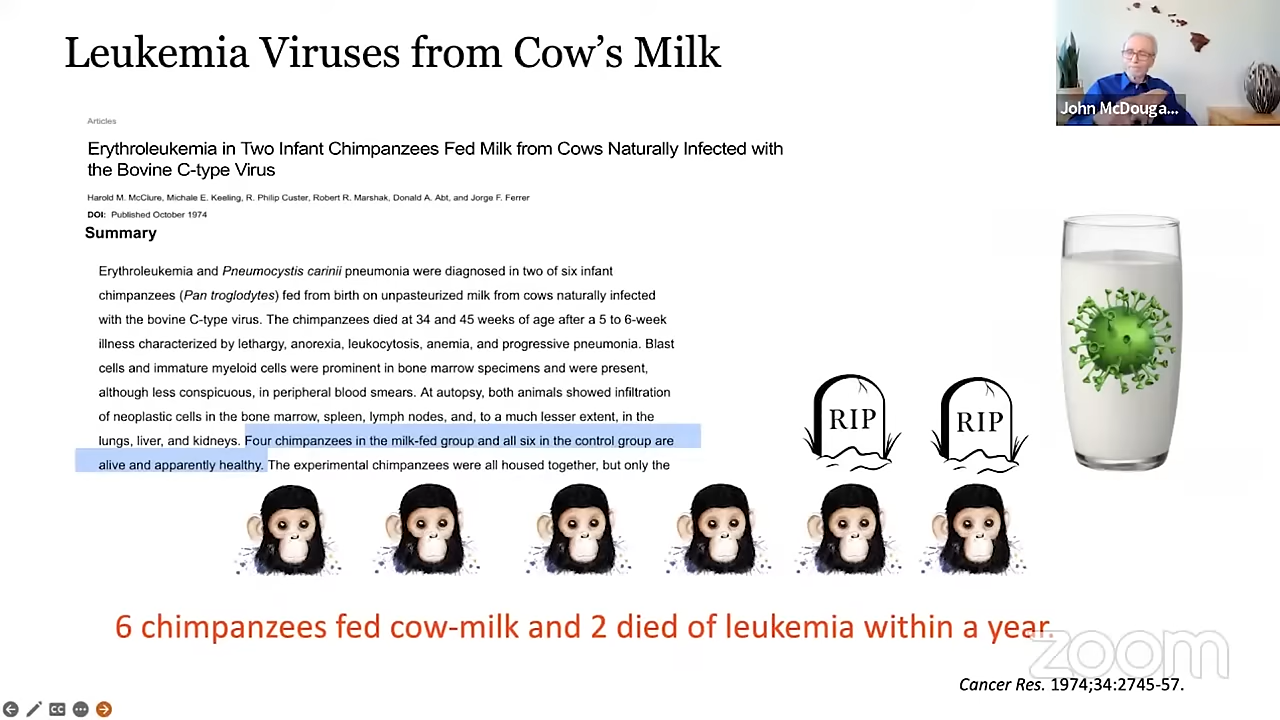 Leukemia Viruses from Cow's Milk
John McDouga...
Articles
Erythroleukemia in Two Infant Chimpanzees Fed Milk from Cows Naturally Infected with
the Bovine C-type Virus
Harold M. McClure, Michale E. Keeling, R. Philip Custer, Robert R. Marshak, Donald A. Abt, and Jorge F. Ferrer
DOI: Published October 1974
Summary
Erythroleukemia and Pneumocystis carinii pneumonia were diagnosed in two of six infant
chimpanzees (Pan troglodytes) fed from birth on unpasteurized milk from cows naturally infected
with the bovine C-type virus. The chimpanzees died at 34 and 45 weeks of age after a 5 to 6-week
illness characterized by lethargy, anorexia, leukocytosis, anemia, and progressive pneumonia. Blast
cells and immature myeloid cells were prominent in bone marrow specimens and were present,
although less conspicuous, in peripheral blood smears. At autopsy, both animals showed infiltration
of neoplastic cells in the bone marrow, spleen, lymph nodes, and, to a much lesser extent, in the
lungs, liver, and kidneys. Four chimpanzees in the milk-fed group and all six in the control group are
alive and apparently healthy. The experimental chimpanzees were all housed together, but only the
RIP
RIP
6 chimpanzees fed cow-milk and 2 died of leukemia within a year.
zoom
Cancer Res. 1974;34:2745-57.
CC